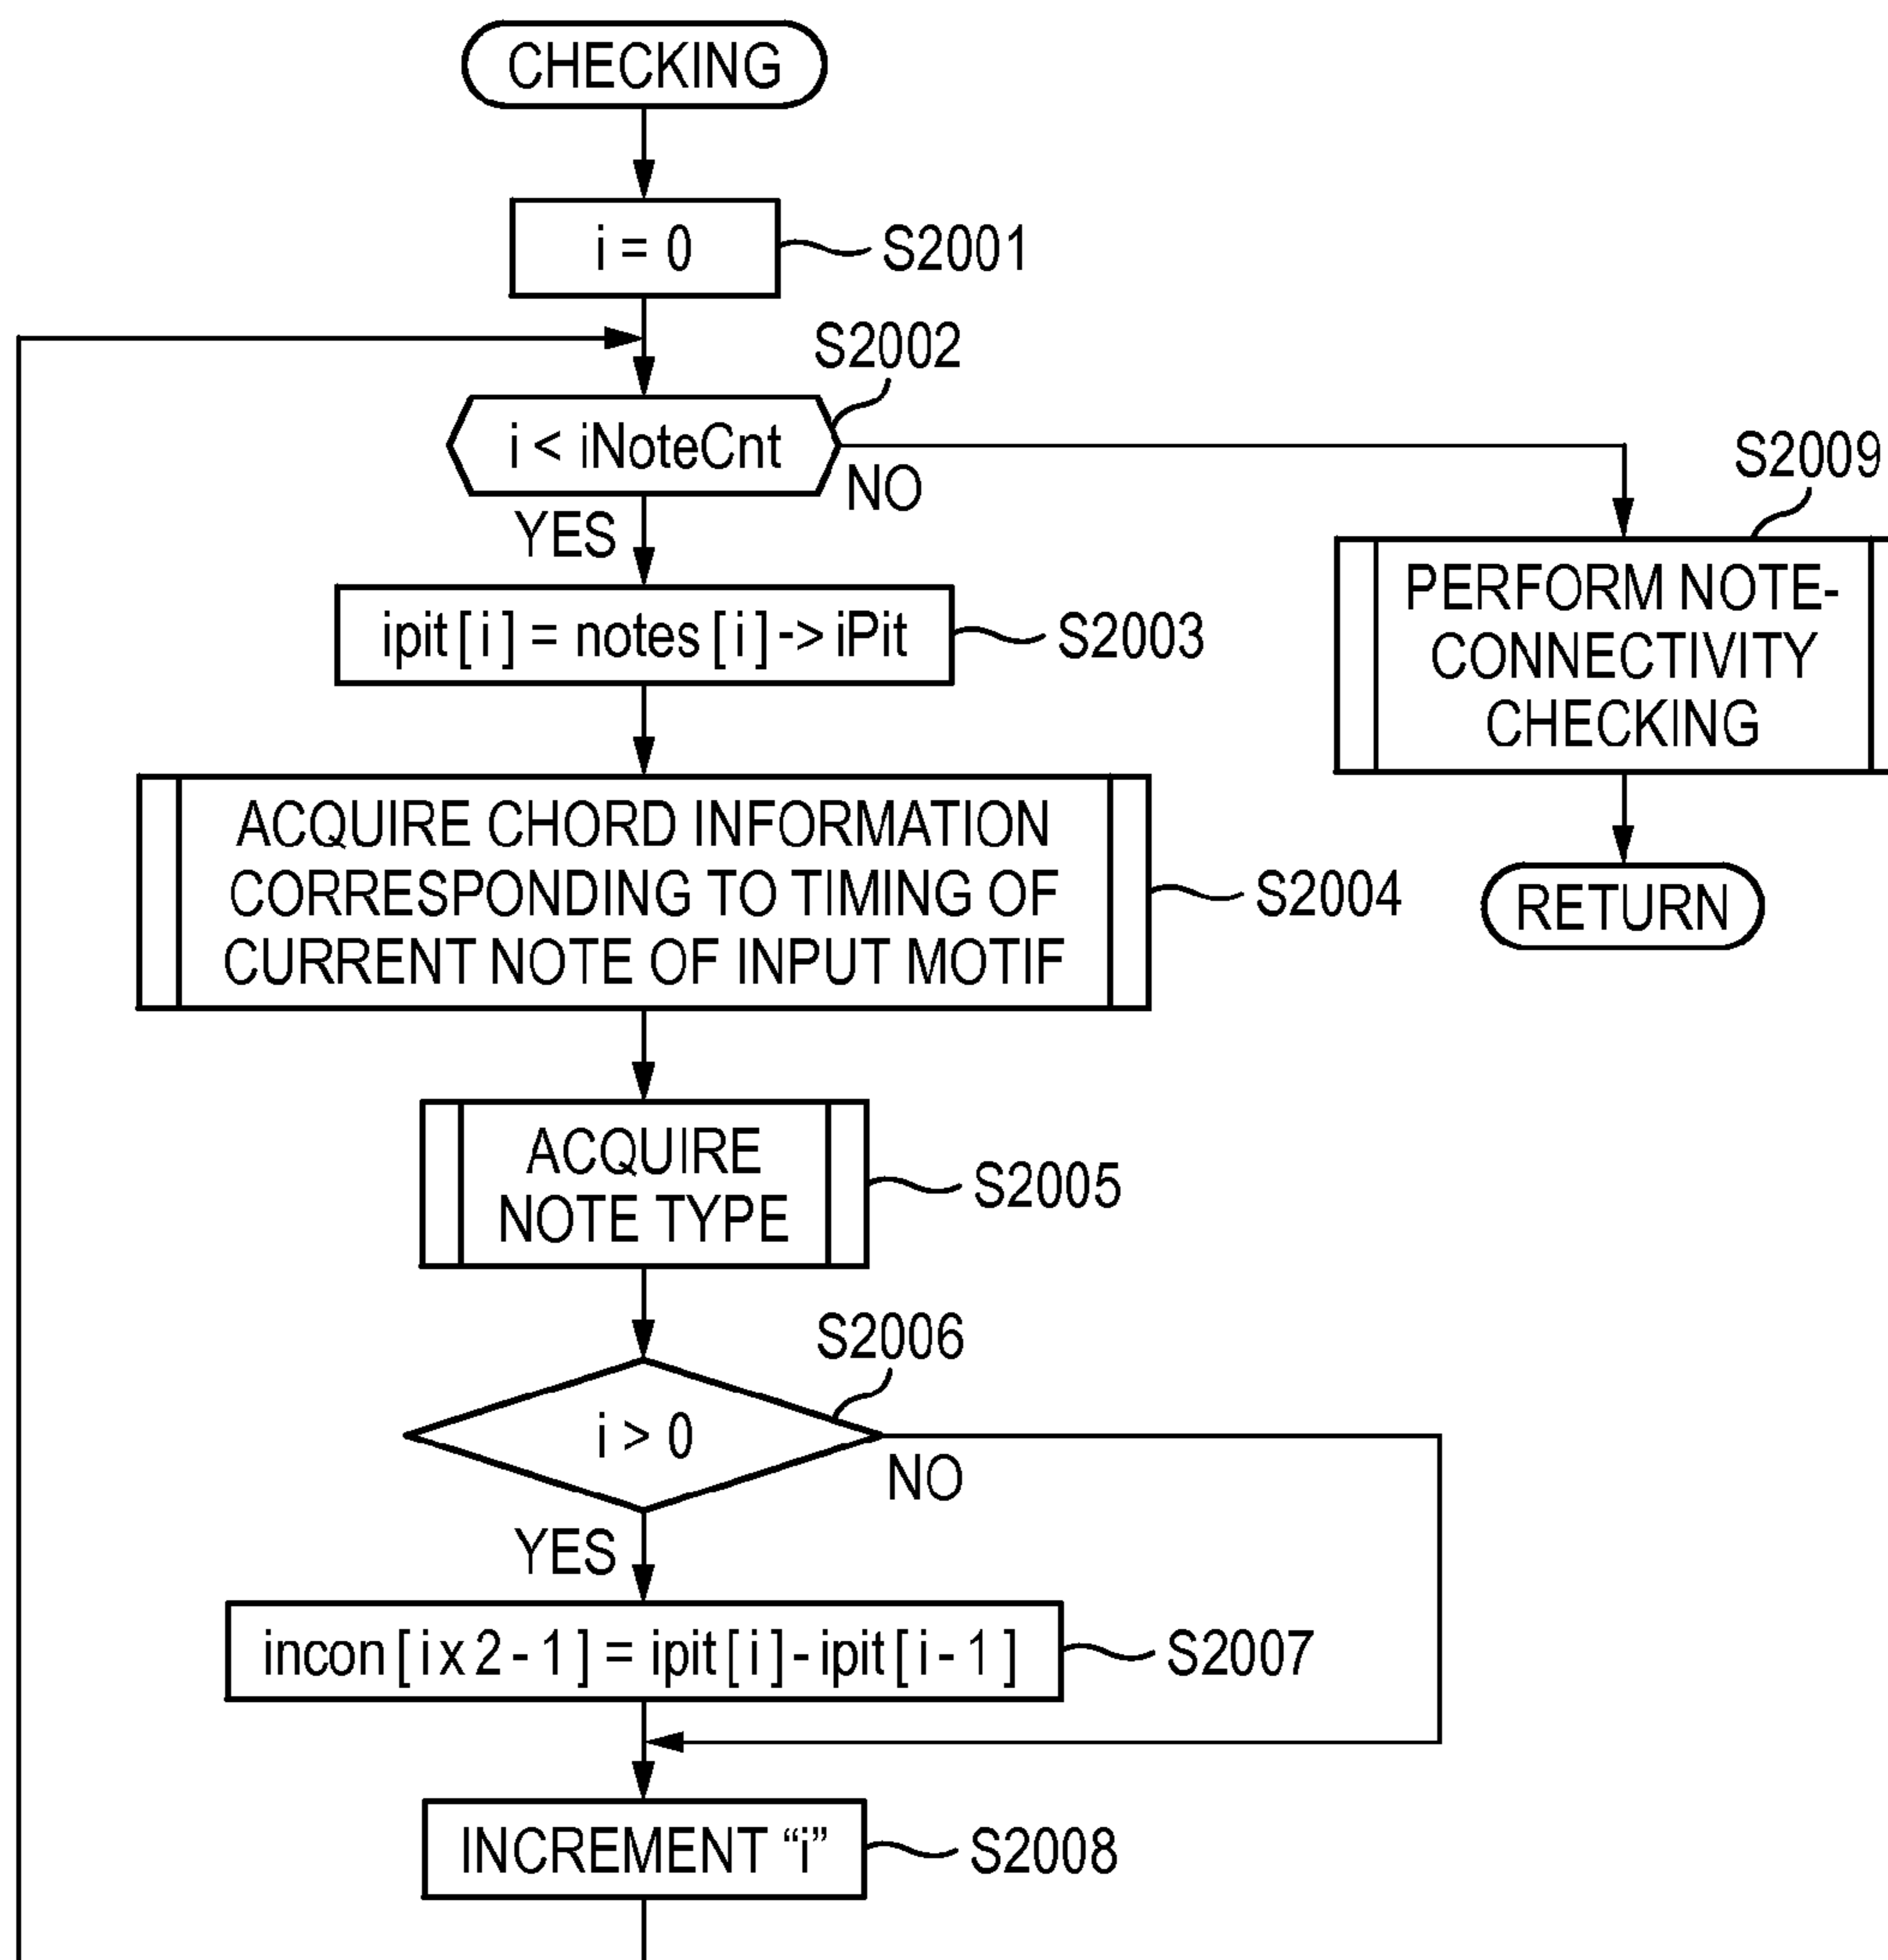 CHECKING
i = 0
S2001
S2002
i < iNoteCnt
NO
S2009
YES
ipit [ i ] = notes [ i ] -> iPit
S2003
PERFORM NOTE-
CONNECTIVITY
CHECKING
ACQUIRE CHORD INFORMATION
CORRESPONDING TO TIMING OF
CURRENT NOTE OF INPUT MOTIF
S2004
RETURN
ACQUIRE
NOTE TYPE
S2005
S2006
i > 0
NO
YES
incon [ i x 2 - 1 ] = ipit [ i ] - ipit [ i - 1 ]
S2007
INCREMENT “i”
S2008